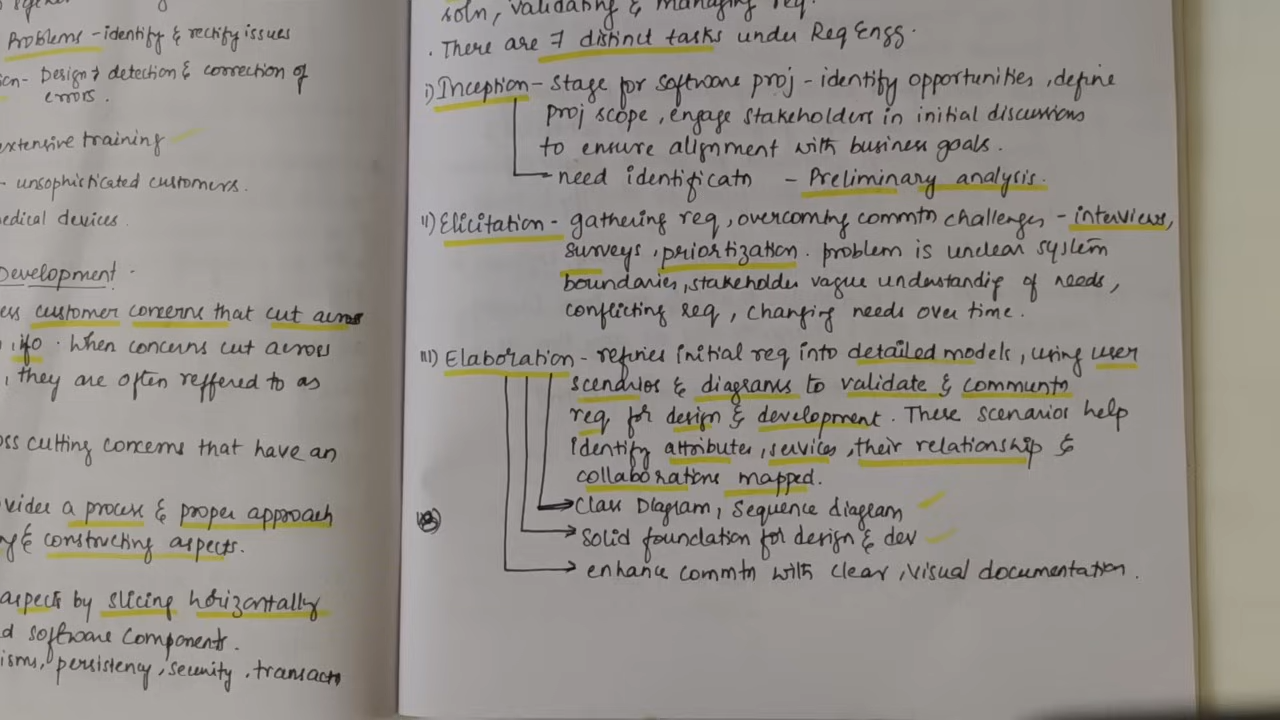 Problems - identify & rectify issues
Design → detection & correction of
errors.
extensive training
- unsophisticated customers.
medical devices.
Development.
customer concerns that cut across
info. When concerns cut across
, they are often reffered to as
cutting concerns that have an
a process & proper approach
& constructing aspects.
aspects by slicing horizontally
software components.
persistency, security, transactn
soln, validating & managing req.
. There are 7 distinct tasks under Req Engg.
i) Inception - stage for software proj - identify opportunities, define
proj scope, engage stakeholders in initial discussions
to ensure alignment with business goals.
need identificatn - Preliminary analysis.
ii) Elicitation - gathering req, overcoming commtn challenges - interviews,
surveys, priortization. problem is unclear system
boundaries, stakeholder vague understandig of needs,
conflicting req, changing needs over time.
iii) Elaboration - refines initial req into detailed models, using user
scenarios & diagrams to validate & commntn
req for design & development. These scenarios help
identify attributes, services, their relationship &
collaborations mapped.
→ Class Diagram, Sequence diagram
→ Solid foundation for design & dev
→ enhance commtn with clear, visual documentation.